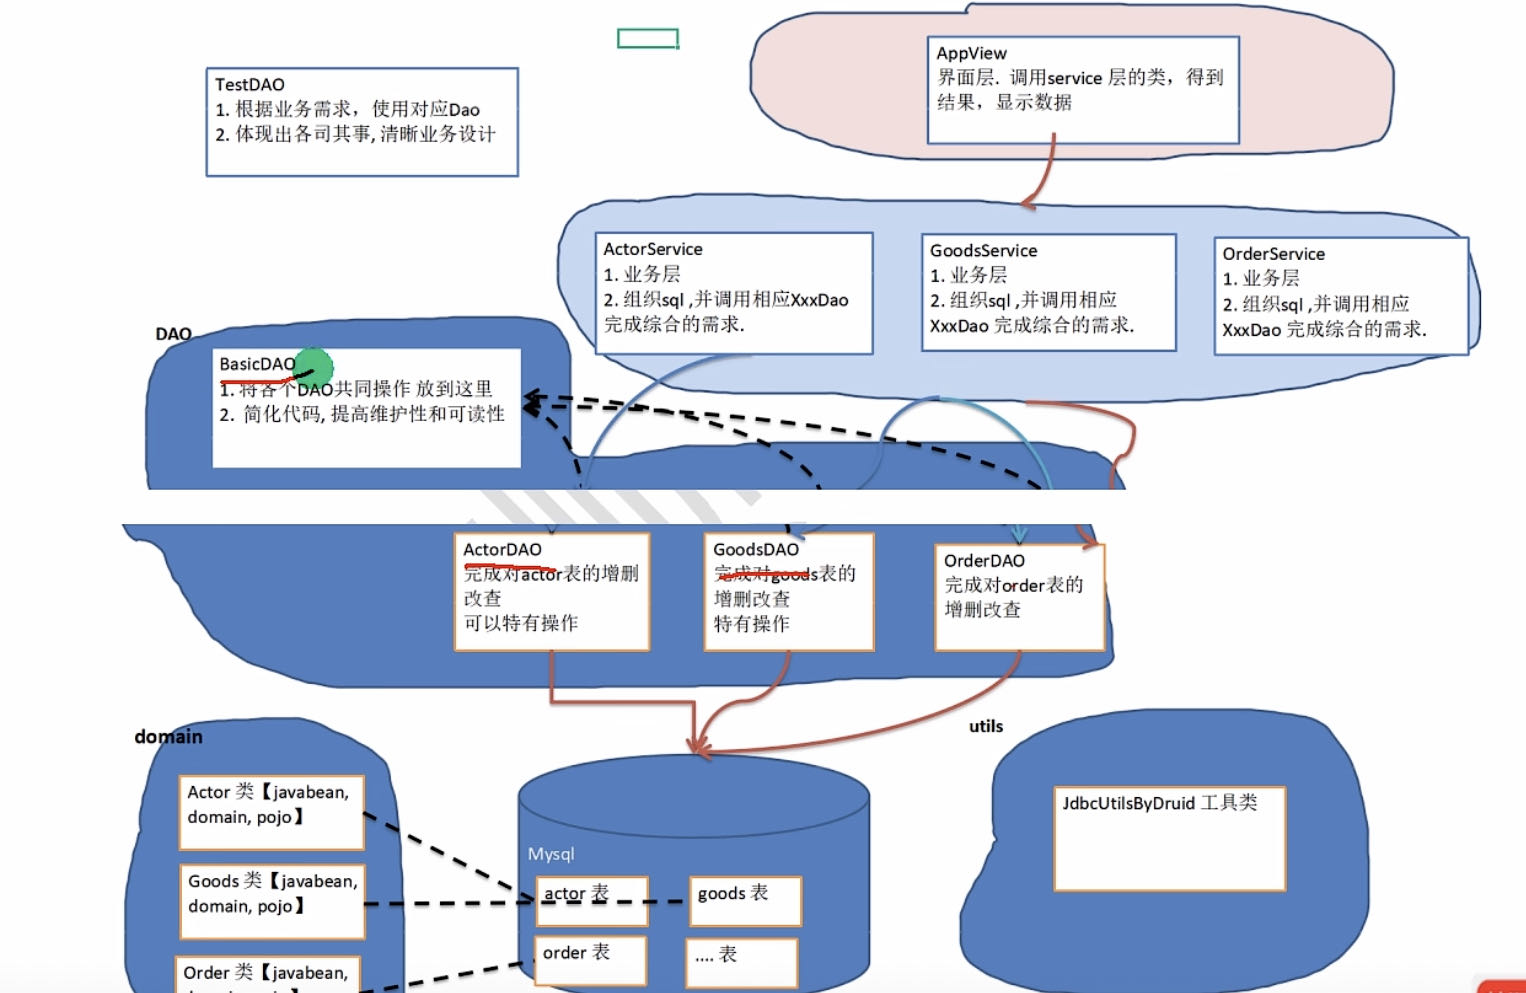 TestDAO
1. 根据业务需求，使用对应Dao
2. 体现出各司其事, 清晰业务设计
AppView
界面层. 调用service 层的类，得到
结果，显示数据
ActorService
1. 业务层
2. 组织sql ,并调用相应XxxDao
完成综合的需求.
GoodsService
1. 业务层
2. 组织sql ,并调用相应
XxxDao 完成综合的需求.
OrderService
1. 业务层
2. 组织sql ,并调用相应
XxxDao 完成综合的需求.
DAO
BasicDAO
1. 将各个DAO共同操作 放到这里
2. 简化代码, 提高维护性和可读性
ActorDAO
完成对actor表的增删
改查
可以特有操作
GoodsDAO
完成对goods表的
增删改查
特有操作
OrderDAO
完成对order表的
增删改查
domain
Actor 类【javabean,
domain, pojo】
Goods 类【javabean,
domain, pojo】
Order 类【javabean,
Mysql
actor 表
goods 表
order 表
.... 表
utils
JdbcUtilsByDruid 工具类